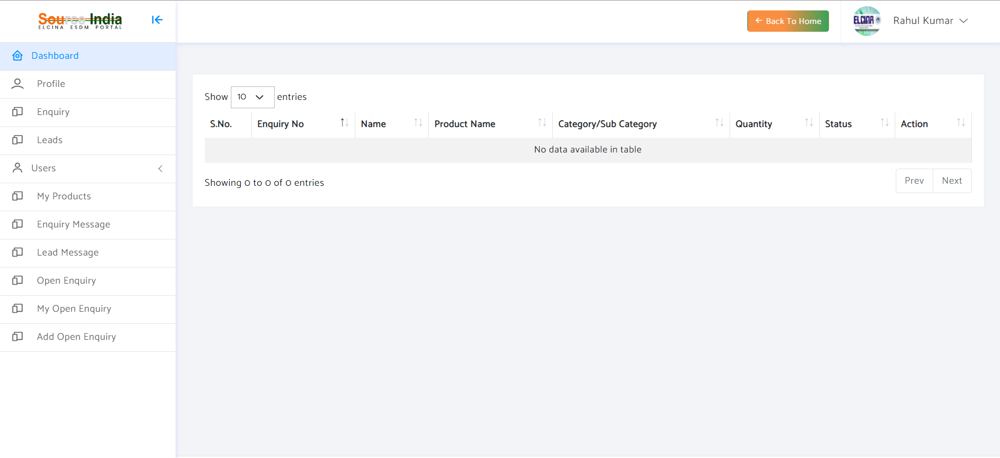 Source India
ELCINA ESDM PORTAL
← Back To Home
ELCINA
Rahul Kumar
Dashboard
Profile
Enquiry
Leads
Users
My Products
Enquiry Message
Lead Message
Open Enquiry
My Open Enquiry
Add Open Enquiry
Show 10 entries
S.No. Enquiry No Name Product Name Category/Sub Category Quantity Status Action
No data available in table
Showing 0 to 0 of 0 entries
Prev Next